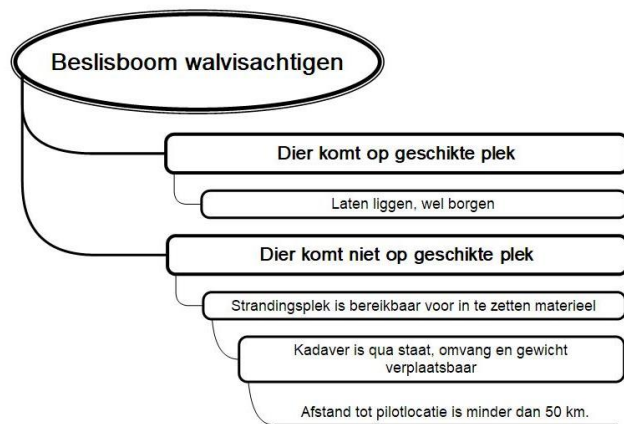 Beslisboom walvisachtigen
Dier komt op geschikte plek
Laten liggen, wel borgen
Dier komt niet op geschikte plek
Strandingsplek is bereikbaar voor in te zetten materieel
Kadaver is qua staat, omvang en gewicht
verplaatsbaar
Afstand tot pilotlocatie is minder dan 50 km.